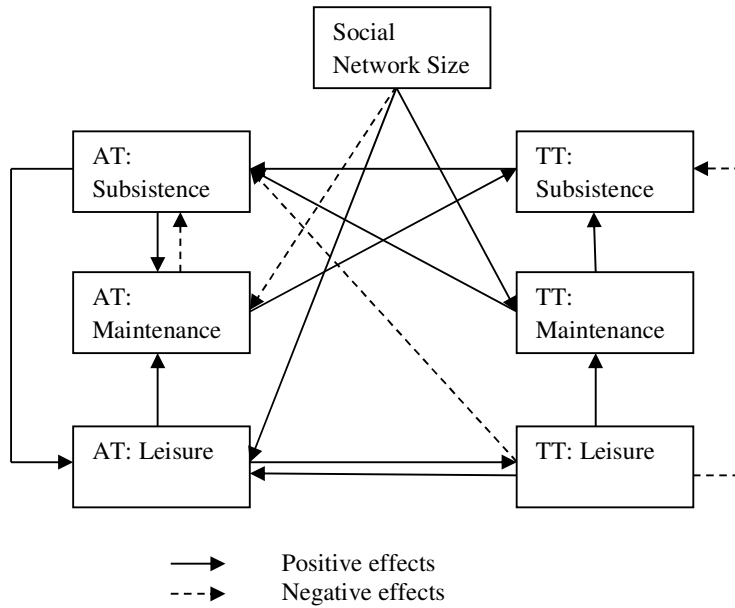 Social
Network Size
AT:
Subsistence
TT:
Subsistence
AT:
Maintenance
TT:
Maintenance
AT: Leisure
TT: Leisure
Positive effects
Negative effects